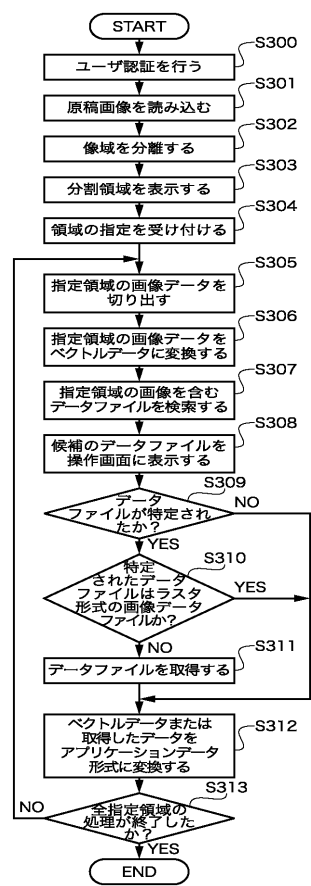 START
S300
ユーザ認証を行う
S301
原稿画像を読み込む
S302
像域を分離する
S303
分割領域を表示する
S304
領域の指定を受け付ける
S305
指定領域の画像データを
切り出す
S306
指定領域の画像データを
ベクトルデータに変換する
S307
指定領域の画像を含む
データファイルを検索する
S308
候補のデータファイルを
操作画面に表示する
S309
データ
ファイルが特定され
たか?
NO
YES
S310
特定
されたデータ
ファイルはラスタ
形式の画像データ
ファイルか?
YES
NO
S311
データファイルを取得する
S312
ベクトルデータまたは
取得したデータを
アプリケーションデータ
形式に変換する
S313
全指定領域の
処理が終了した
か?
NO
YES
END